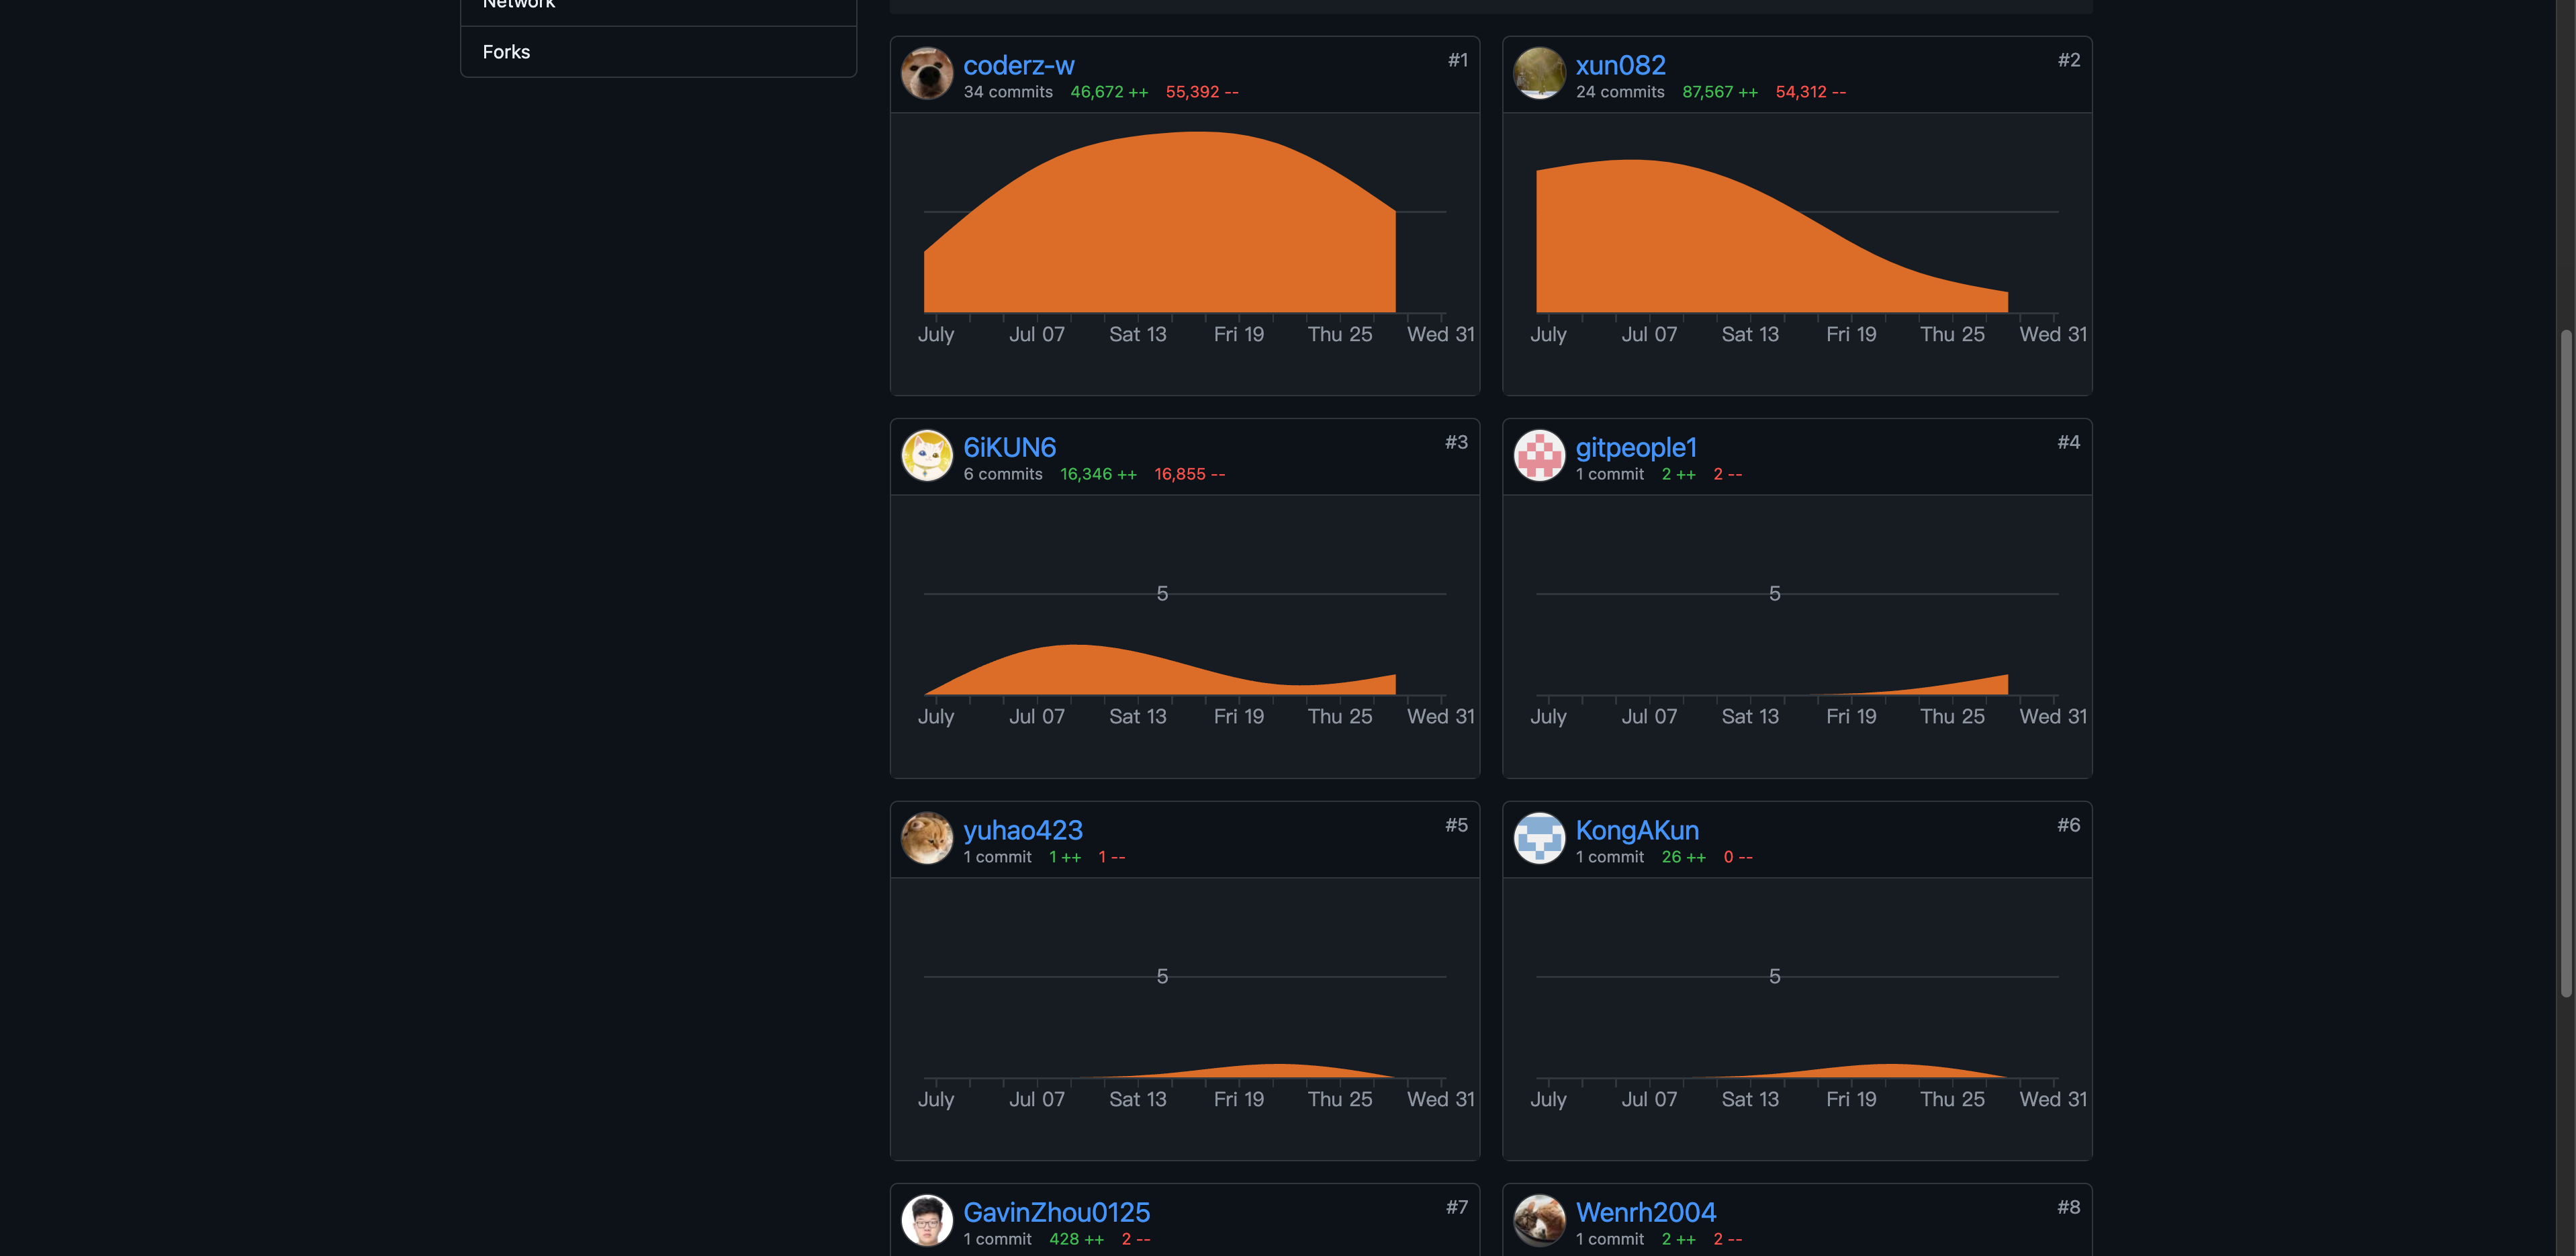 Network
Forks
coderz-w
#1
34 commits 46,672 ++ 55,392 --
July Jul 07 Sat 13 Fri 19 Thu 25 Wed 31
xun082
#2
24 commits 87,567 ++ 54,312 --
July Jul 07 Sat 13 Fri 19 Thu 25 Wed 31
6iKUN6
#3
6 commits 16,346 ++ 16,855 --
5
July Jul 07 Sat 13 Fri 19 Thu 25 Wed 31
gitpeople1
#4
1 commit 2 ++ 2 --
5
July Jul 07 Sat 13 Fri 19 Thu 25 Wed 31
yuhao423
#5
1 commit 1 ++ 1 --
5
July Jul 07 Sat 13 Fri 19 Thu 25 Wed 31
KongAKun
#6
1 commit 26 ++ 0 --
5
July Jul 07 Sat 13 Fri 19 Thu 25 Wed 31
GavinZhou0125
#7
1 commit 428 ++ 2 --
Wenrh2004
#8
1 commit 2 ++ 2 --